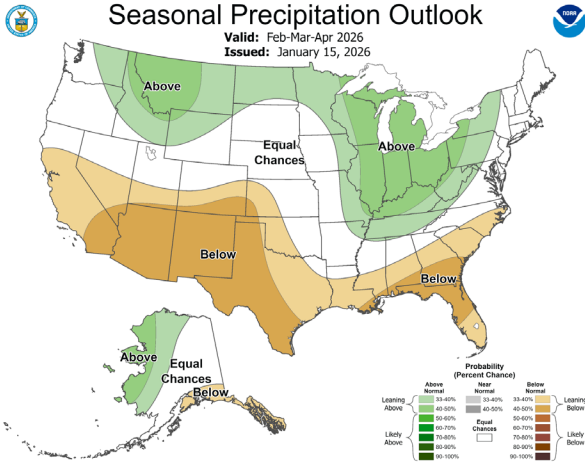 Seasonal Precipitation Outlook
Valid: Feb-Mar-Apr 2026
Issued: January 15, 2026
NOAA
Above
Equal
Chances
Above
Below
Below
Above
Equal
Chances
Below
Probability
(Percent Chance)
Above
Normal
Near
Normal
Below
Normal
Leaning
Above
33-40%
40-50%
33-40%
40-50%
33-40%
40-50%
Leaning
Below
Likely
Above
50-60%
60-70%
70-80%
80-90%
90-100%
Equal
Chances
50-60%
60-70%
70-80%
80-90%
90-100%
Likely
Below